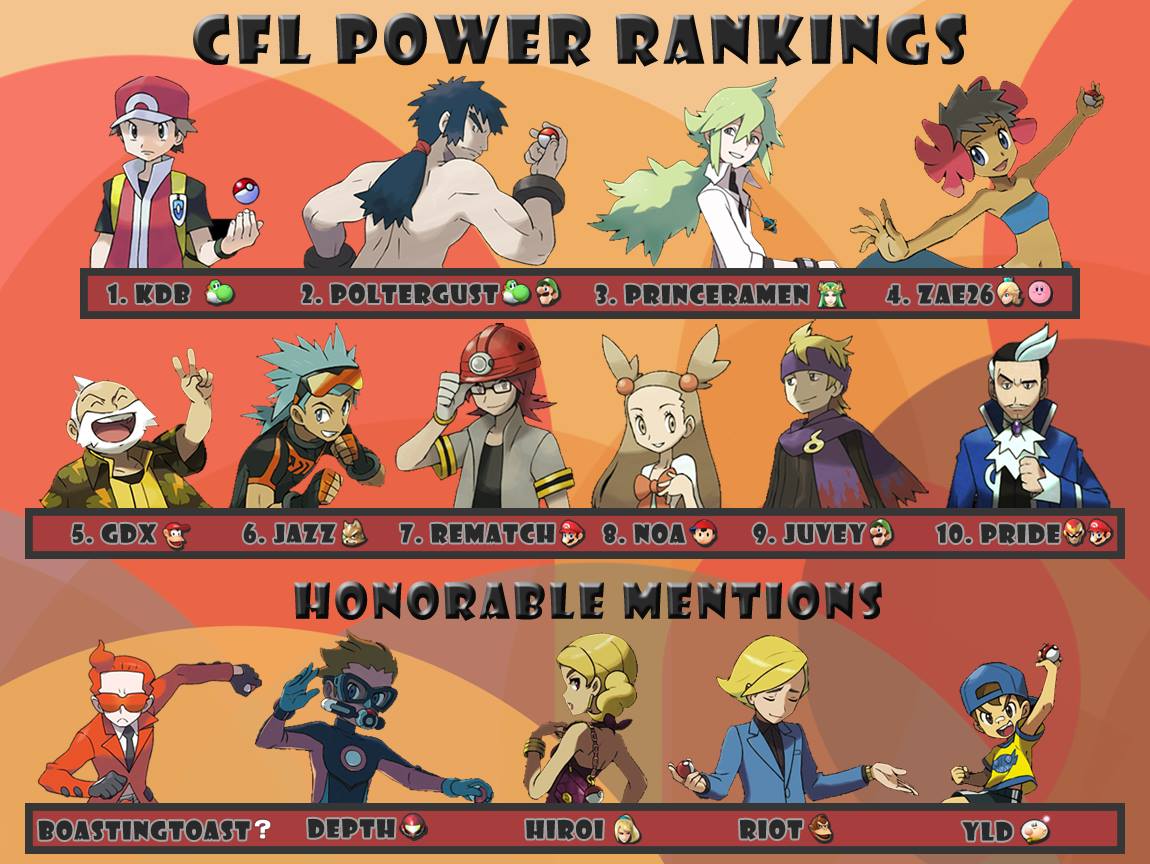 CFL POWER RANKINGS
1. KDB 2. POLTERGUST 3. PRINCERAMEN 4. ZAE26
5. GDX 6. JAZZ 7. REMATCH 8. NOA 9. JUVEY 10. PRIDE
HONORABLE MENTIONS
BOASTINGTOAST? DEPTH HIROI RIOT YLD